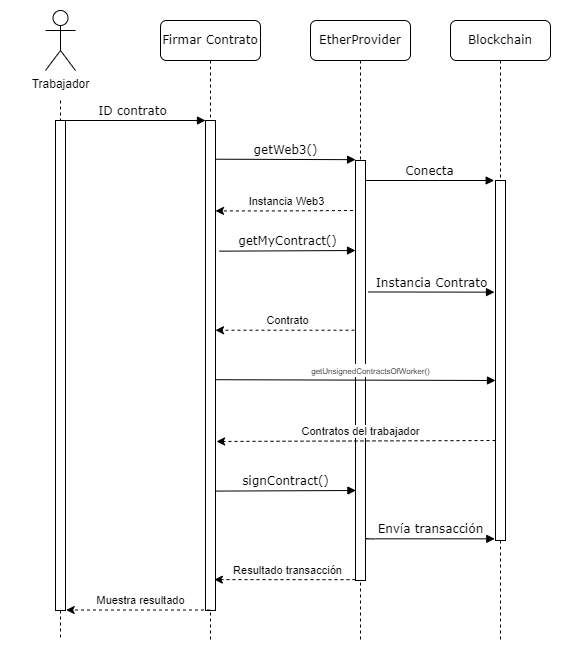 Trabajador
Firmar Contrato
EtherProvider
Blockchain
ID contrato
getWeb3()
Conecta
Instancia Web3
getMyContract()
Instancia Contrato
Contrato
getUnsignedContractsOfWorker()
Contratos del trabajador
signContract()
Envía transacción
Resultado transacción
Muestra resultado